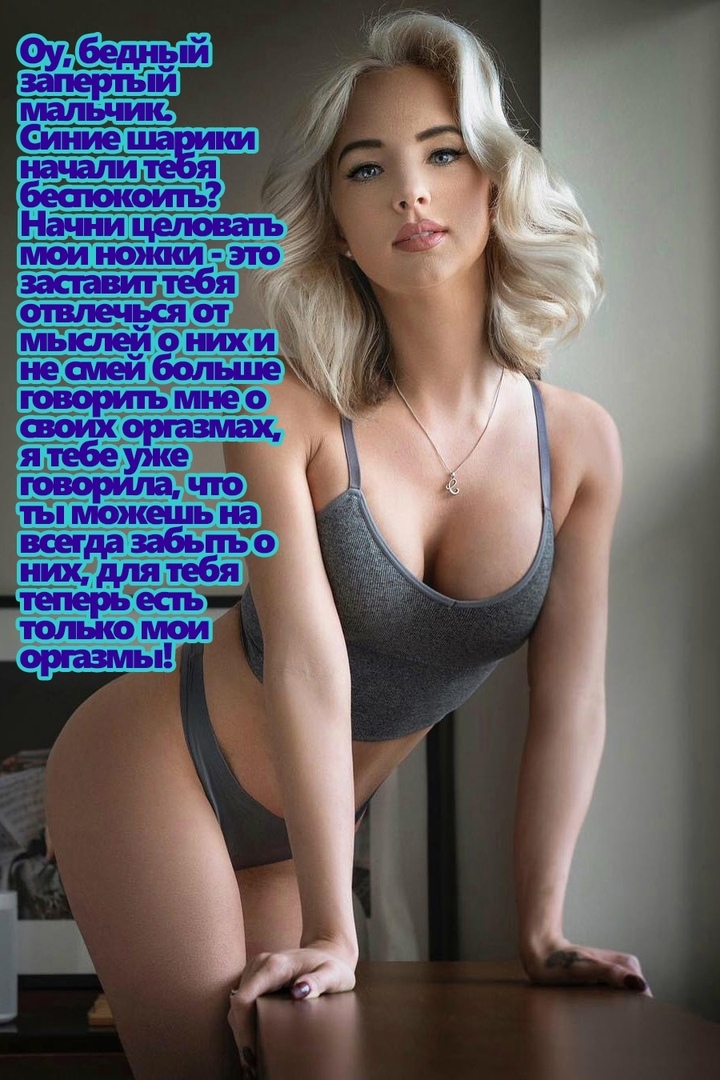 Оу, бедный
запертый
мальчик.
Синие шарики
начали тебя
беспокоить?
Начни целовать
мои ножки - это
заставит тебя
отвлечься от
мыслей о них и
не смей больше
говорить мне о
своих оргазмах,
я тебе уже
говорила, что
ты можешь на
всегда забыть о
них, для тебя
теперь есть
только мои
оргазмы!